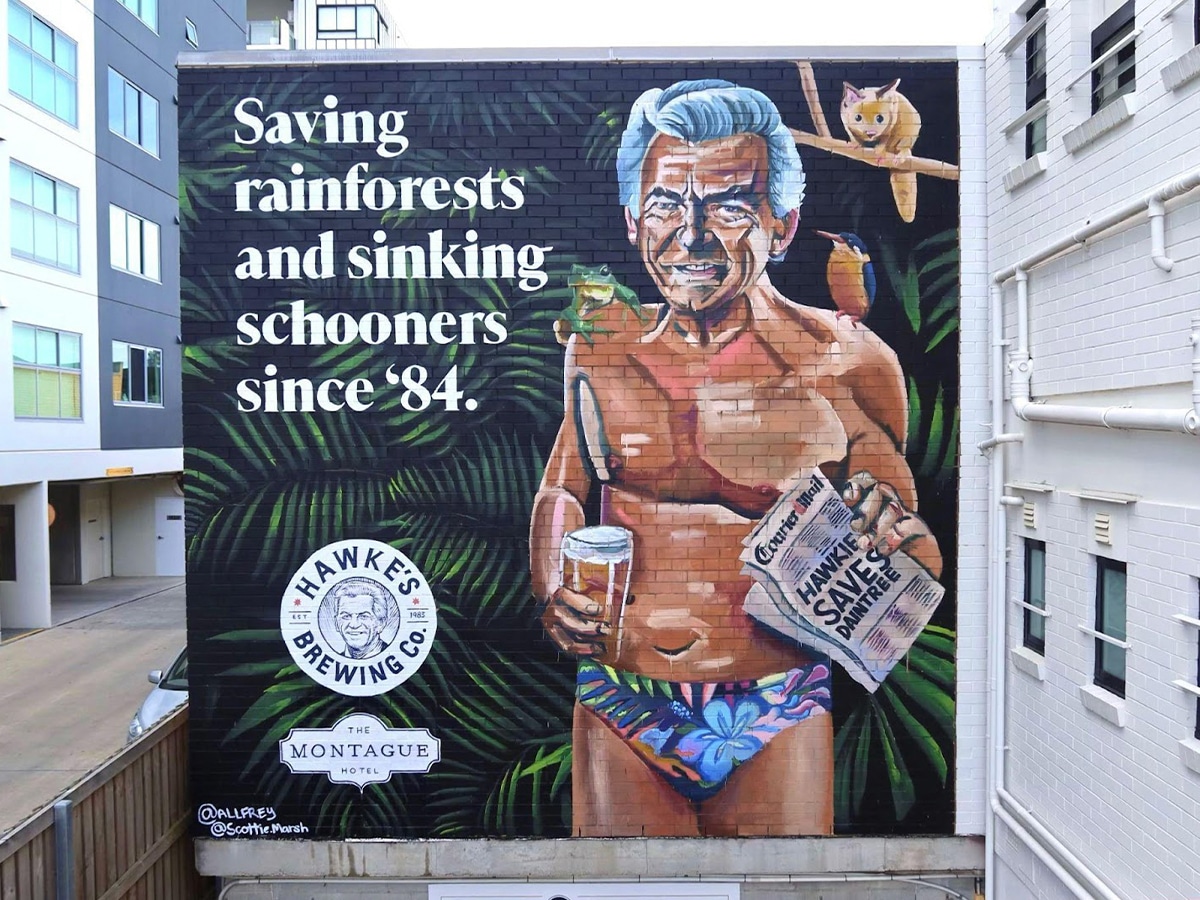 Saving
rainforests
and sinking
schooners
since ‘84.
Courier Mail
HAWKIE
SAVES
DAINTREE
HAWKE'S
EST 1983
BREWING CO.
THE
MONTAGUE
HOTEL
@ALLFREY
@Scottie.Marsh